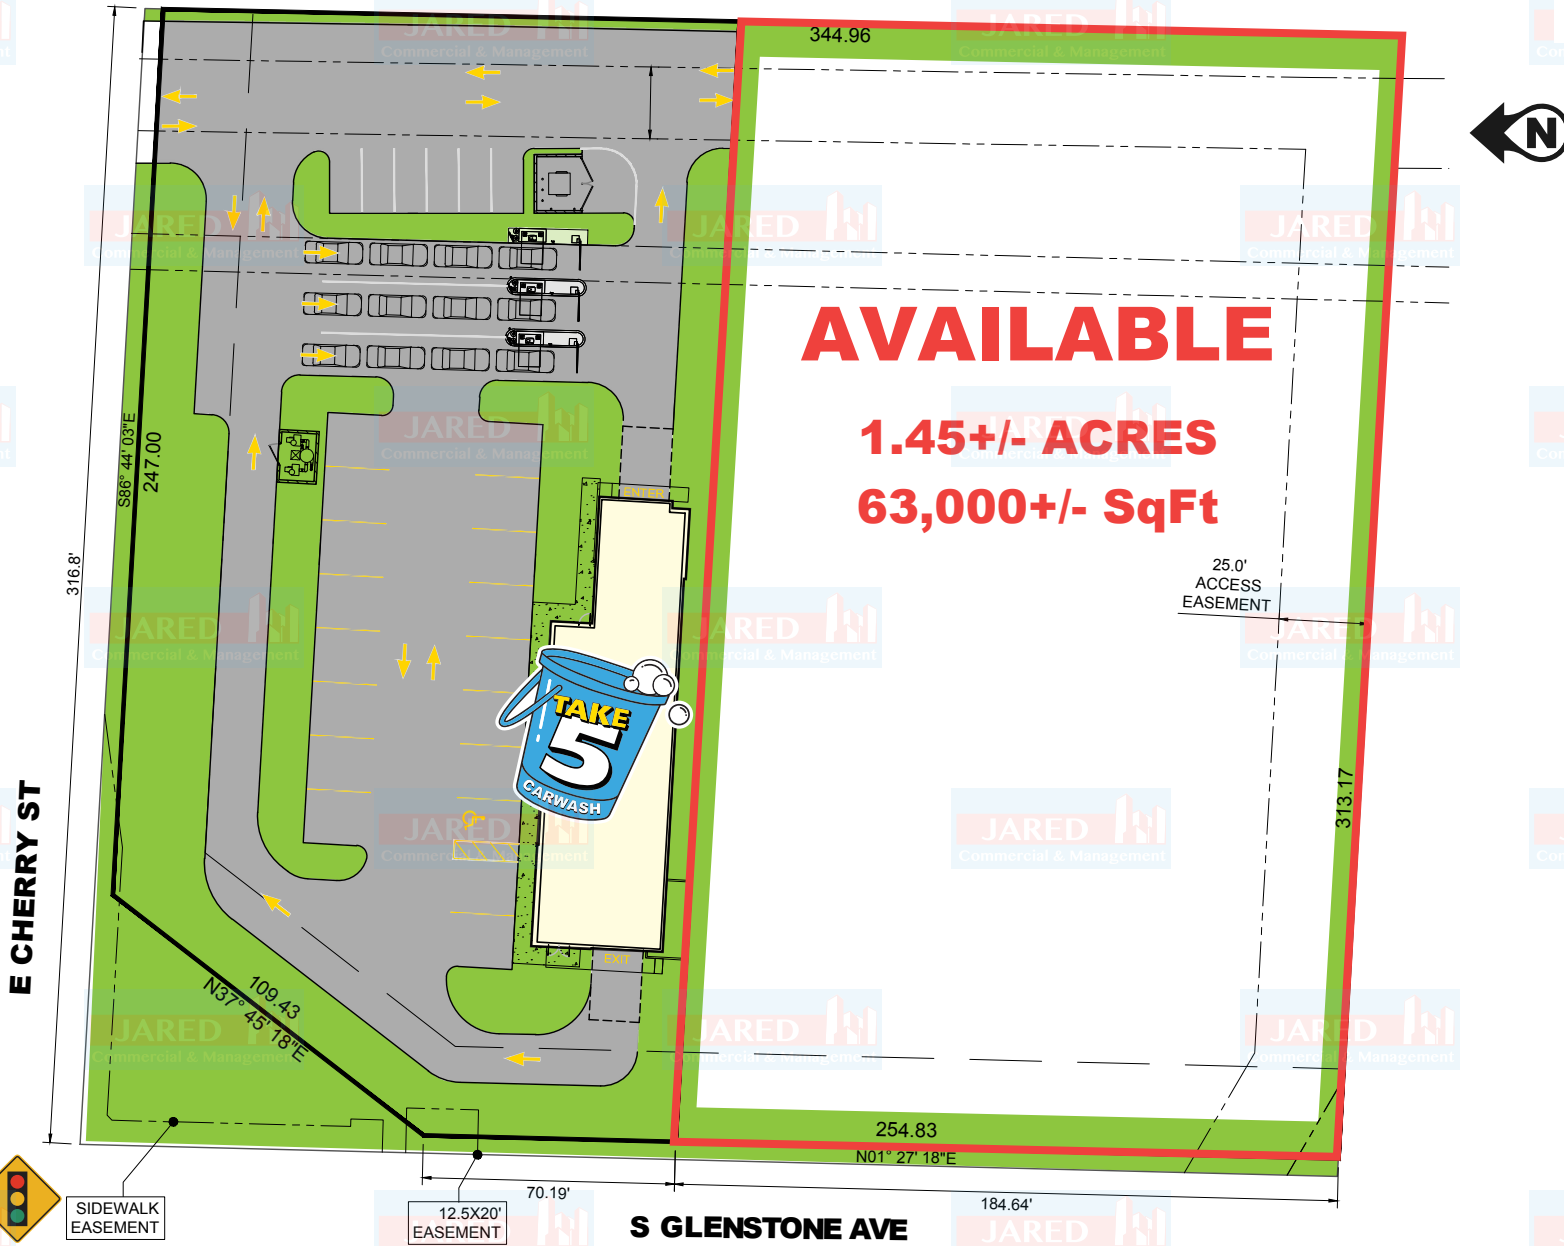 344.96
N
AVAILABLE
1.45+/- ACRES
63,000+/- SqFt
25.0'
ACCESS
EASEMENT
313.17
S86° 44' 03"E
247.00
316.8'
ENTER
TAKE
5
CARWASH
EXIT
E CHERRY ST
109.43
N37° 45' 18"E
254.83
N01° 27' 18"E
70.19'
184.64'
SIDEWALK
EASEMENT
12.5X20'
EASEMENT
S GLENSTONE AVE
JARED
Commercial & Management